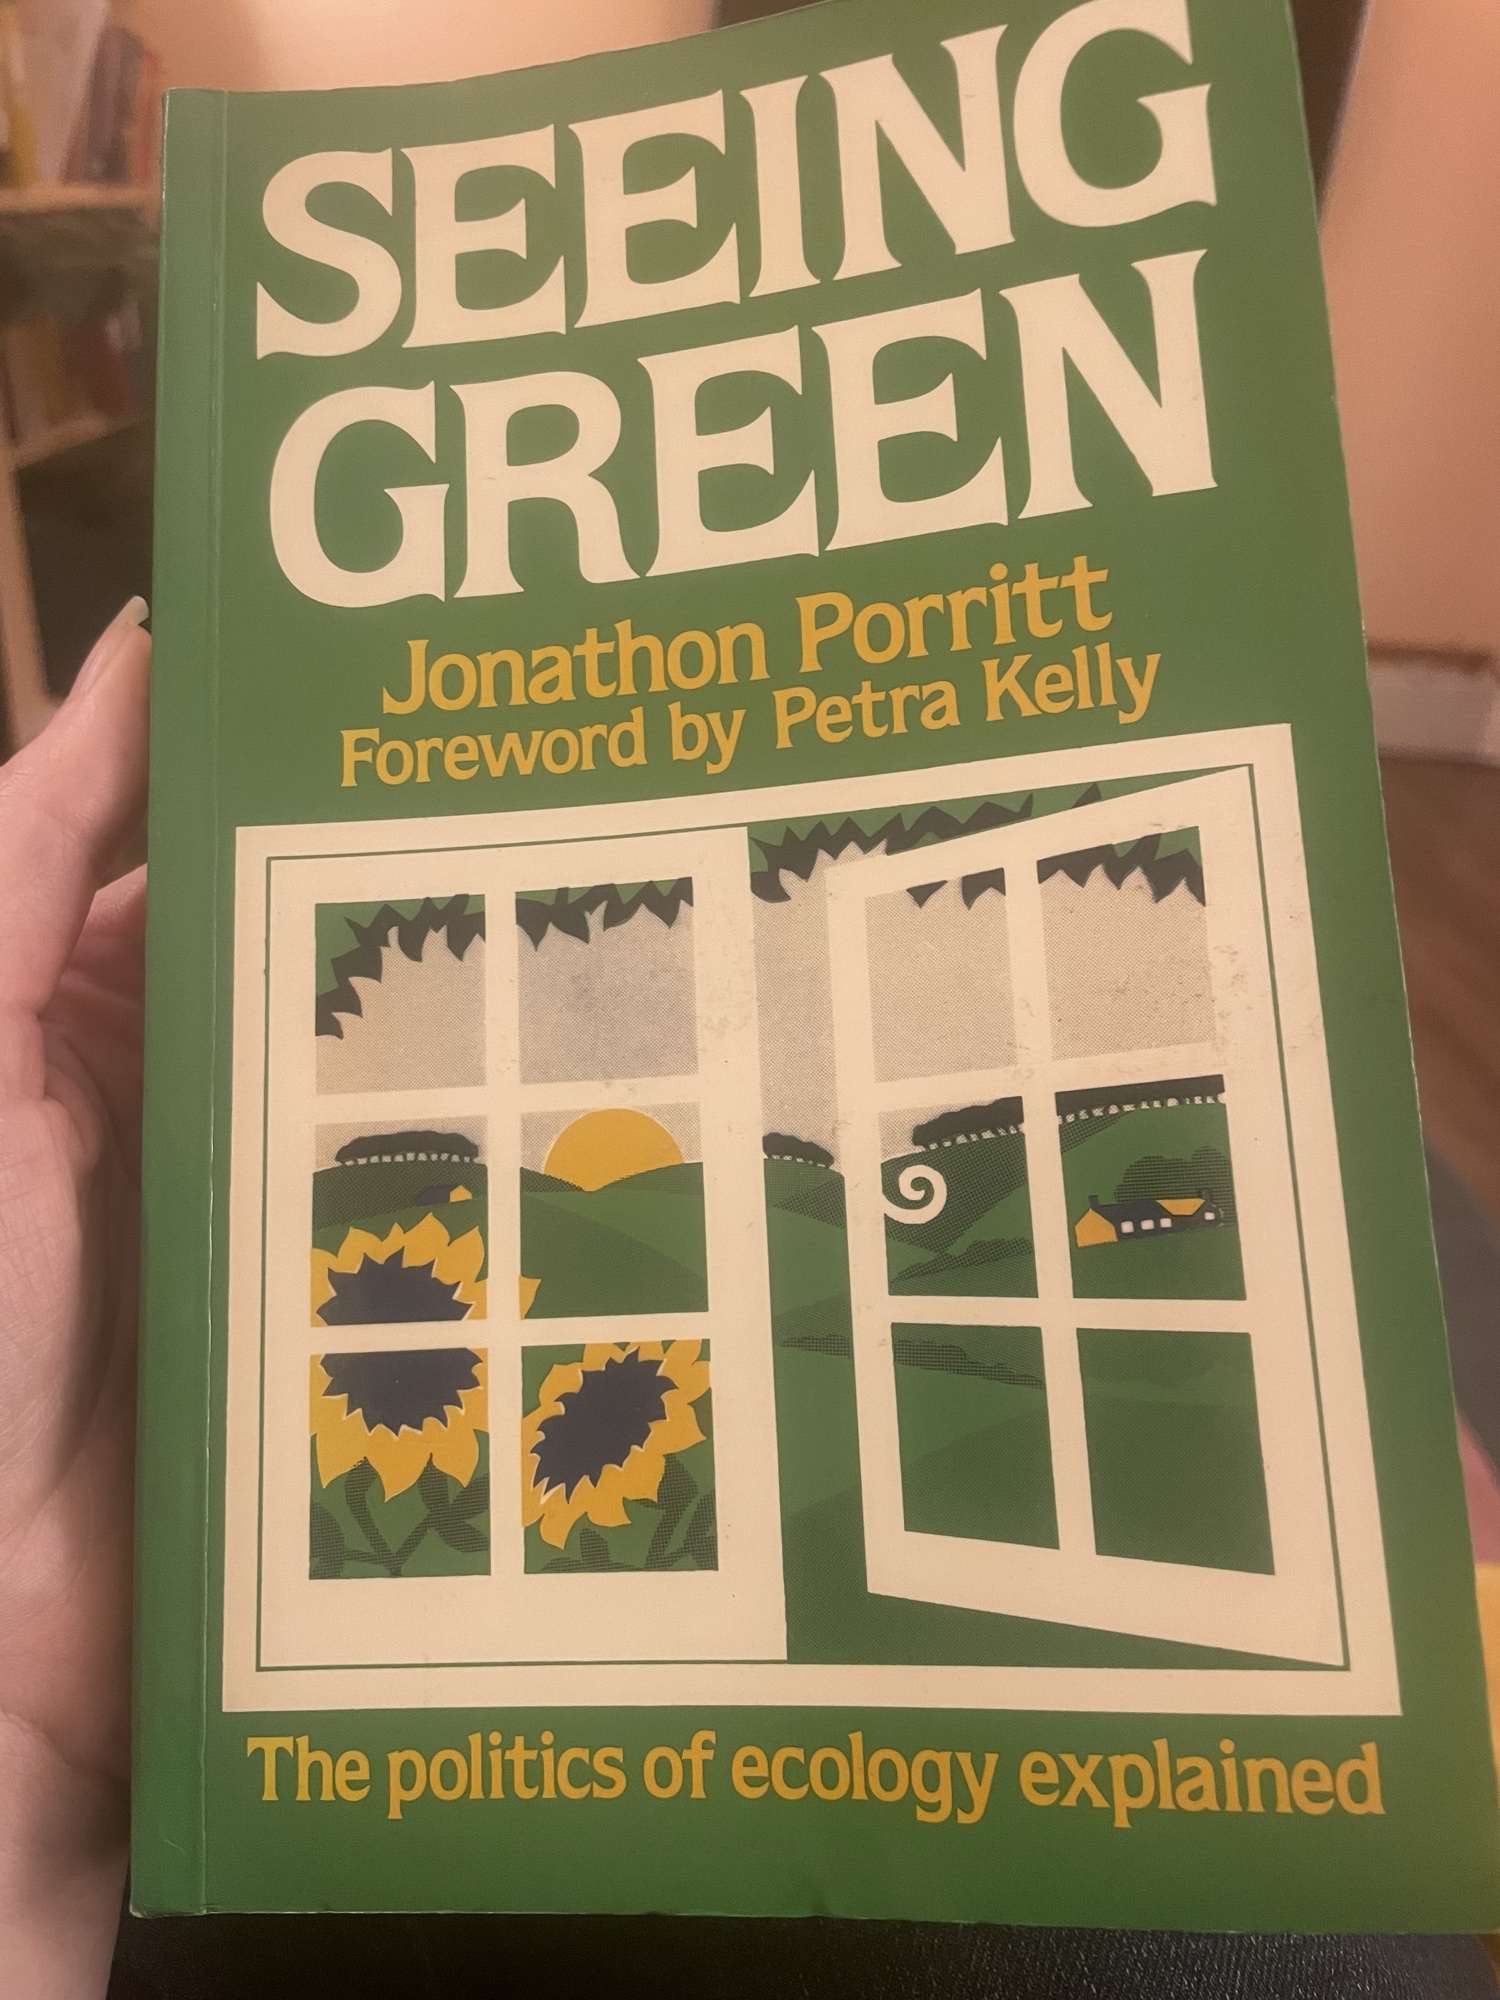 SEEING
GREEN
Jonathon Porritt
Foreword by Petra Kelly
The politics of ecology explained